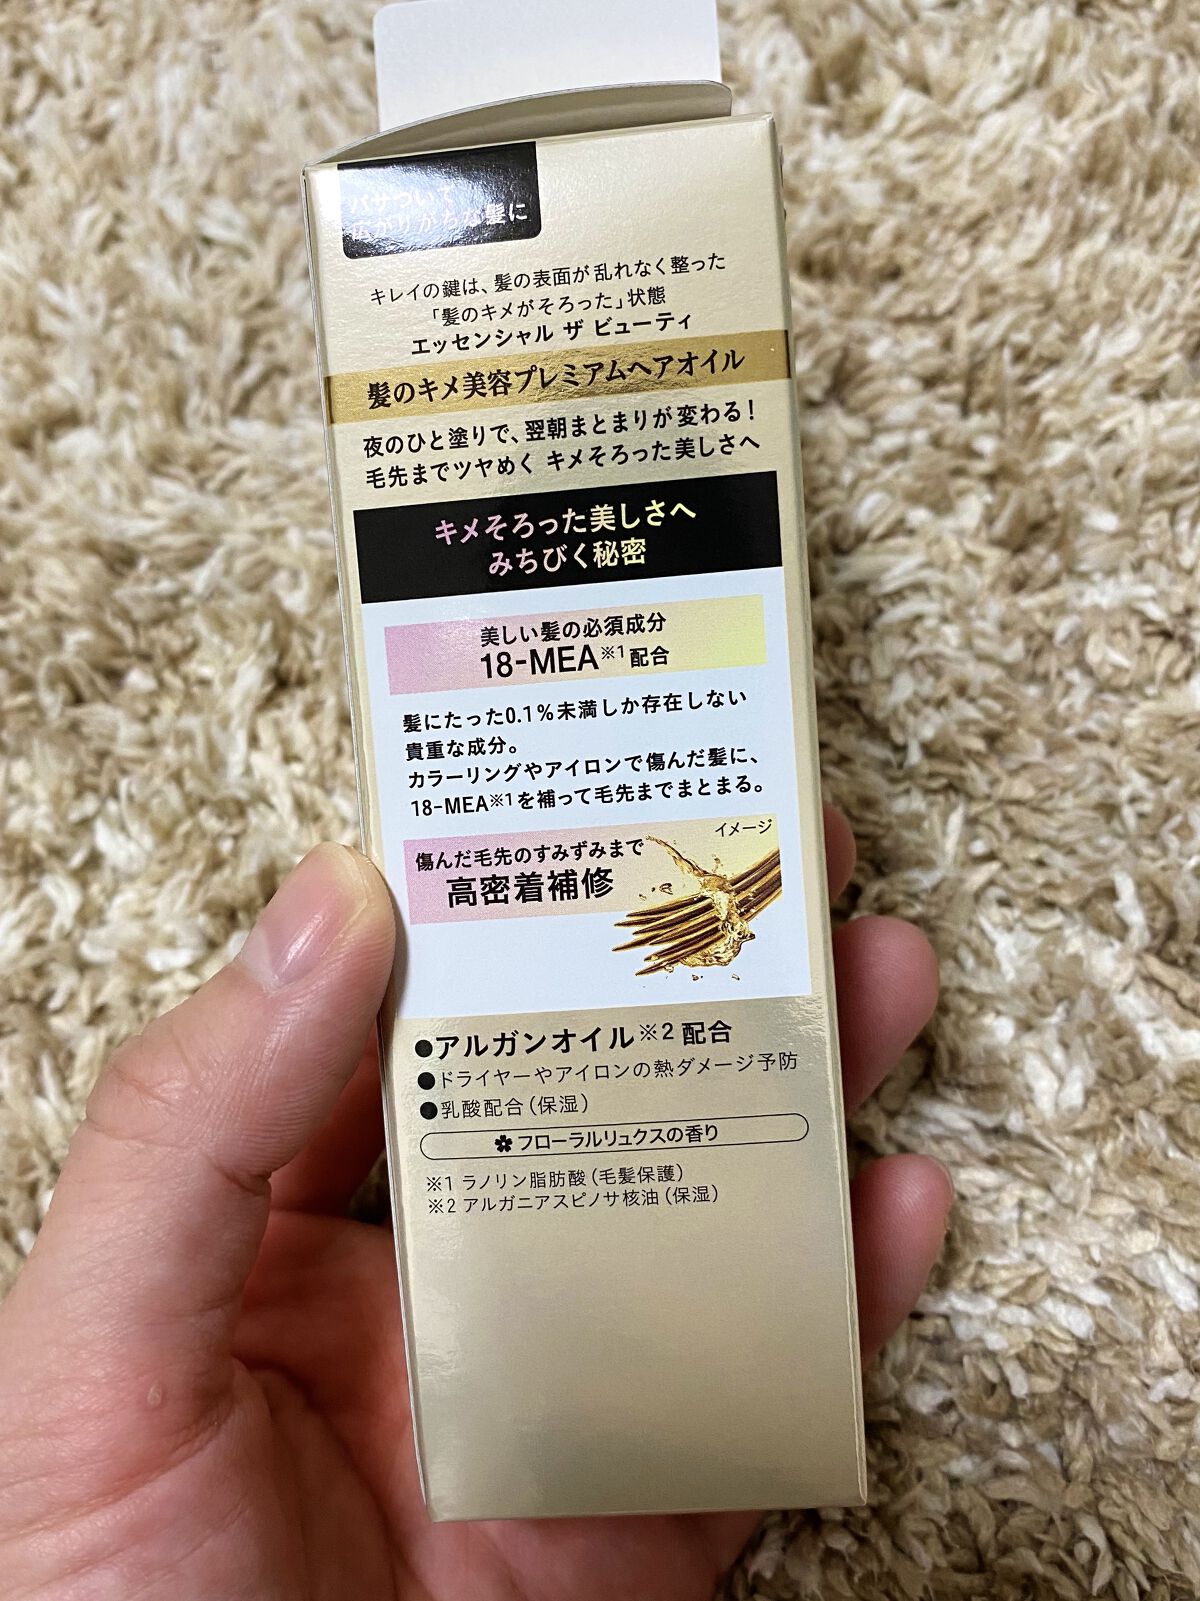 パサついて
広がりがちな髪に
キレイの鍵は、髪の表面が乱れなく整った
「髪のキメがそろった」状態
エッセンシャル ザ ビューティ
髪のキメ美容プレミアムヘアオイル
夜のひと塗りで、翌朝まとまりが変わる!
毛先までツヤめく キメそろった美しさへ
キメそろった美しさへ
みちびく秘密
美しい髪の必須成分
18-MEA※1配合
髪にたった0.1%未満しか存在しない
貴重な成分。
カラーリングやアイロンで傷んだ髪に、
18-MEA※1を補って毛先までまとまる。
イメージ
傷んだ毛先のすみずみまで
高密着補修
●アルガンオイル※2配合
●ドライヤーやアイロンの熱ダメージ予防
●乳酸配合(保湿)
フローラルリュクスの香り
※1 ラノリン脂肪酸(毛髪保護)
※2 アルガニアスピノサ核油(保湿)